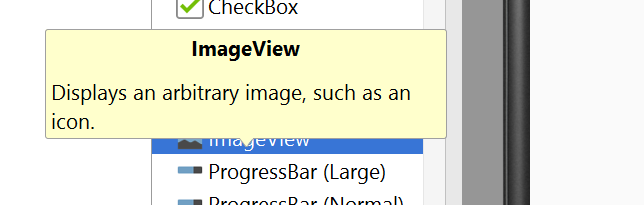 CheckBox
ImageView
Displays an arbitrary image, such as an
icon.
ImageView
ProgressBar (Large)
ProgressBar (Normal)